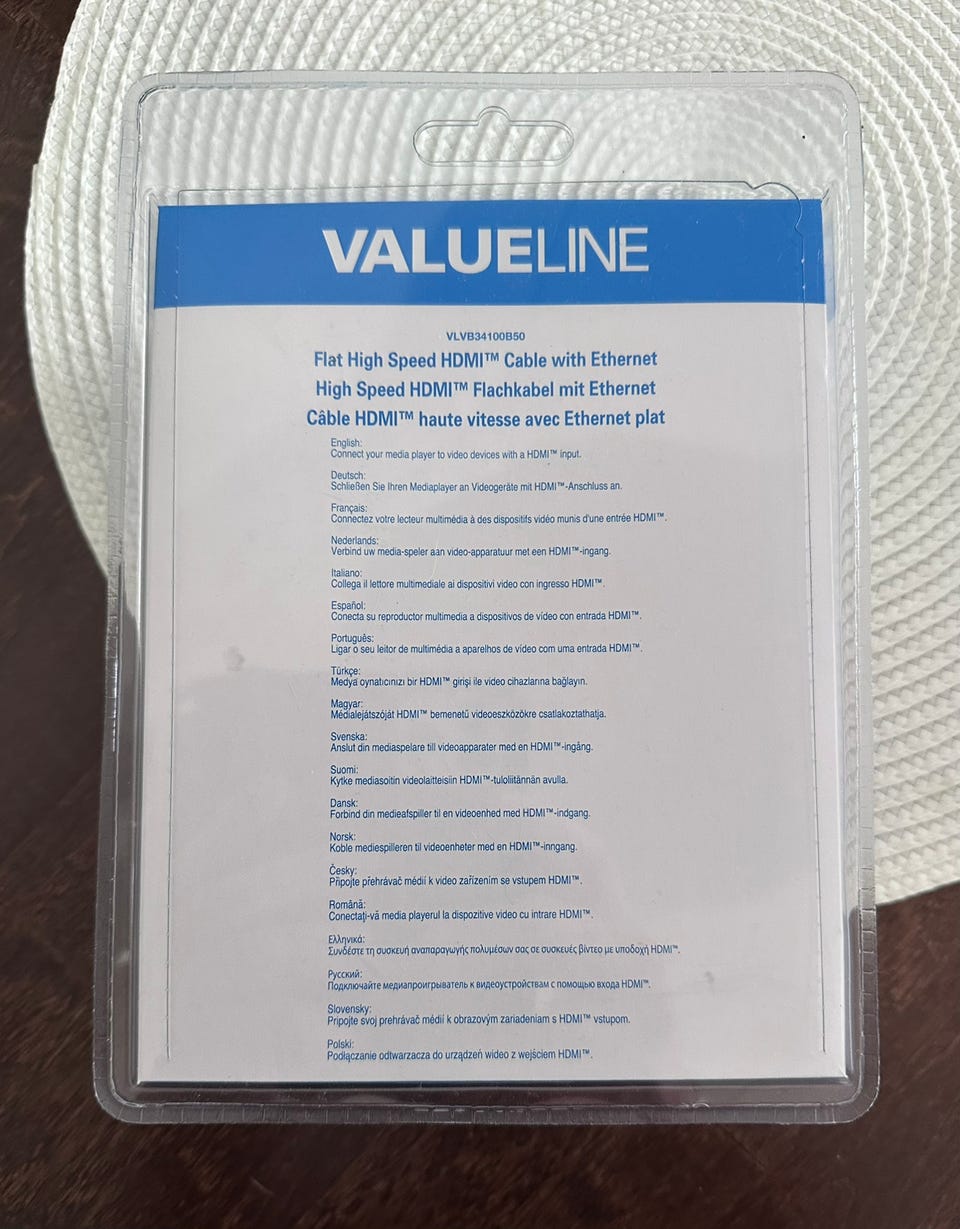 VALUELINE
VLVB34100B50
Flat High Speed HDMI™ Cable with Ethernet
High Speed HDMI™ Flachkabel mit Ethernet
Câble HDMI™ haute vitesse avec Ethernet plat
English:
Connect your media player to video devices with a HDMI™ input.
Deutsch:
Schließen Sie Ihren Mediaplayer an Videogeräte mit HDMI™-Anschluss an.
Français:
Connectez votre lecteur multimédia à des dispositifs vidéo munis d'une entrée HDMI™.
Nederlands:
Verbind uw media-speler aan video-apparatuur met een HDMI™-ingang.
Italiano:
Collega il lettore multimediale ai dispositivi video con ingresso HDMI™.
Español:
Conecta su reproductor multimedia a dispositivos de vídeo con entrada HDMI™.
Português:
Ligar o seu leitor de multimédia a aparelhos de vídeo com uma entrada HDMI™.
Türkçe:
Medya oynatıcınızı bir HDMI™ girişi ile video cihazlarına bağlayın.
Magyar:
Médialejátszóját HDMI™ bemenetű videoeszközökre csatlakoztathatja.
Svenska:
Anslut din mediaspelare till videoapparater med en HDMI™-ingång.
Suomi:
Kytke mediasoitin videolaitteisiin HDMI™-tuloliitännän avulla.
Dansk:
Forbind din medieafspiller til en videoenhed med HDMI™-indgang.
Norsk:
Koble mediespilleren til videoenheter med en HDMI™-inngang.
Česky:
Připojte přehrávač médií k video zařízením se vstupem HDMI™.
Română:
Conectaţi-vă media playerul la dispozitive video cu intrare HDMI™.
Ελληνικά:
Συνδέστε τη συσκευή αναπαραγωγής πολυμέσων σας σε συσκευές βίντεο με υποδοχή HDMI™.
Русский:
Подключайте медиапроигрыватель к видеоустройствам с помощью входа HDMI™.
Slovensky:
Pripojte svoj prehrávač médií k obrazovým zariadeniam s HDMI™ vstupom.
Polski:
Podłączanie odtwarzacza do urządzeń wideo z wejściem HDMI™.